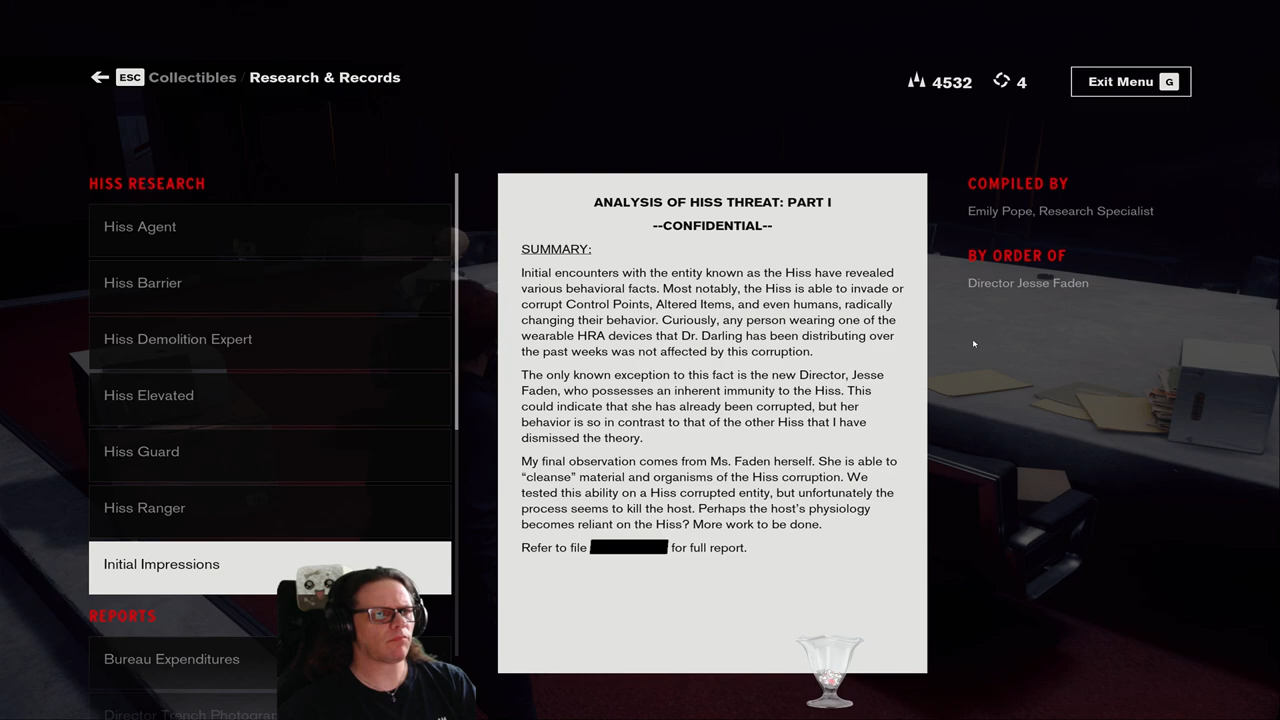 ESC Collectibles / Research & Records
4532
4
Exit Menu G
HISS RESEARCH
Hiss Agent
Hiss Barrier
Hiss Demolition Expert
Hiss Elevated
Hiss Guard
Hiss Ranger
Initial Impressions
REPORTS
Bureau Expenditures
Director Trench Photogra
ANALYSIS OF HISS THREAT: PART I
--CONFIDENTIAL--
SUMMARY:
Initial encounters with the entity known as the Hiss have revealed
various behavioral facts. Most notably, the Hiss is able to invade or
corrupt Control Points, Altered Items, and even humans, radically
changing their behavior. Curiously, any person wearing one of the
wearable HRA devices that Dr. Darling has been distributing over
the past weeks was not affected by this corruption.
The only known exception to this fact is the new Director, Jesse
Faden, who possesses an inherent immunity to the Hiss. This
could indicate that she has already been corrupted, but her
behavior is so in contrast to that of the other Hiss that I have
dismissed the theory.
My final observation comes from Ms. Faden herself. She is able to
“cleanse” material and organisms of the Hiss corruption. We
tested this ability on a Hiss corrupted entity, but unfortunately the
process seems to kill the host. Perhaps the host's physiology
becomes reliant on the Hiss? More work to be done.
Refer to file for full report.
COMPILED BY
Emily Pope, Research Specialist
BY ORDER OF
Director Jesse Faden